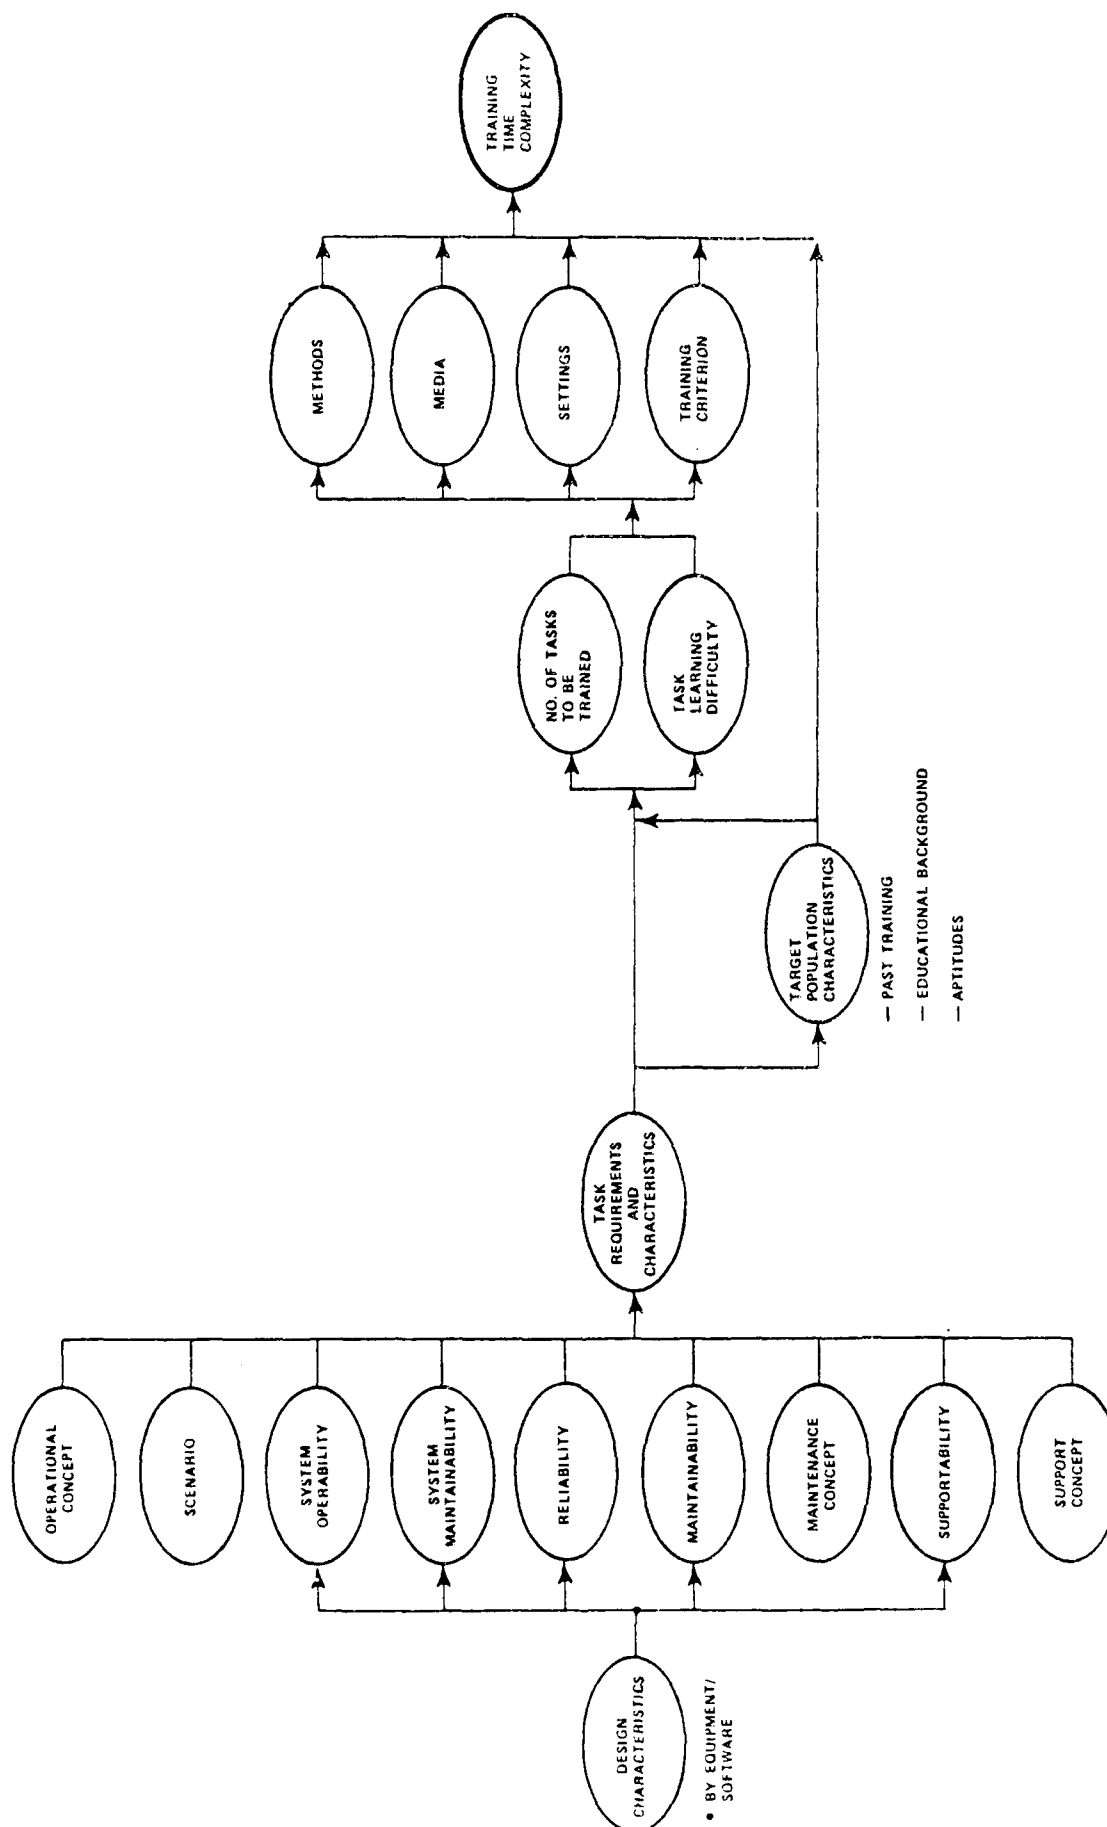 DESIGN
CHARACTERISTICS
• BY EQUIPMENT/
SOFTWARE
OPERATIONAL
CONCEPT
SCENARIO
SYSTEM
OPERABILITY
SYSTEM
MAINTAINABILITY
RELIABILITY
MAINTAINABILITY
MAINTENANCE
CONCEPT
SUPPORTABILITY
SUPPORT
CONCEPT
TASK
REQUIREMENTS
AND
CHARACTERISTICS
TARGET
POPULATION
CHARACTERISTICS
— PAST TRAINING
— EDUCATIONAL BACKGROUND
— APTITUDES
NO. OF TASKS
TO BE
TRAINED
TASK
LEARNING
DIFFICULTY
METHODS
MEDIA
SETTINGS
TRAINING
CRITERION
TRAINING
TIME
COMPLEXITY